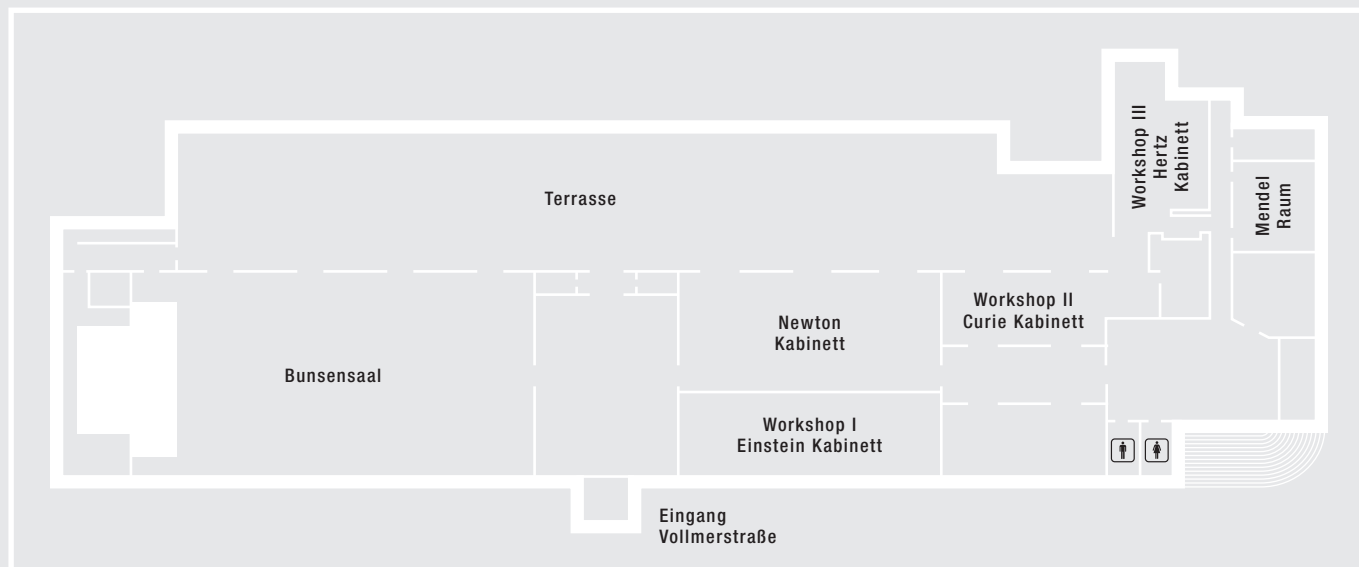 Workshop III
Hertz
Kabinett
Mendel
Raum
Terrasse
Workshop II
Curie Kabinett
Newton
Kabinett
Bunsensaal
Workshop I
Einstein Kabinett
Eingang
Vollmerstraße